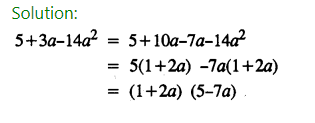 Solution:
5+3a–14a² = 5+10a–7a–14a²
= 5(1+2a) –7a(1+2a)
= (1+2a) (5–7a)